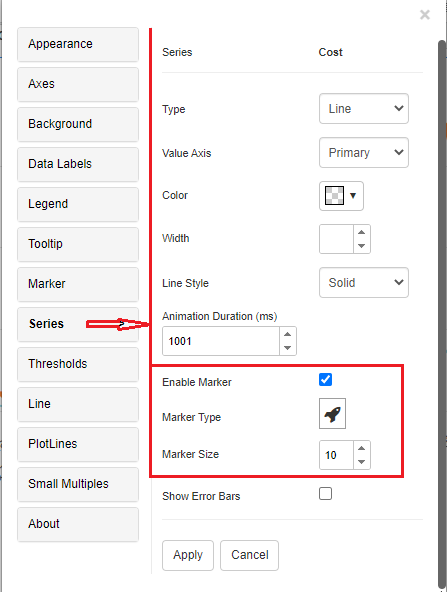 ×
Appearance
Axes
Background
Data Labels
Legend
Tooltip
Marker
Series >
Thresholds
Line
PlotLines
Small Multiples
About
Series Cost
Type Line
Value Axis Primary
Color
Width
Line Style Solid
Animation Duration (ms)
1001
Enable Marker
Marker Type
Marker Size 10
Show Error Bars
Apply Cancel